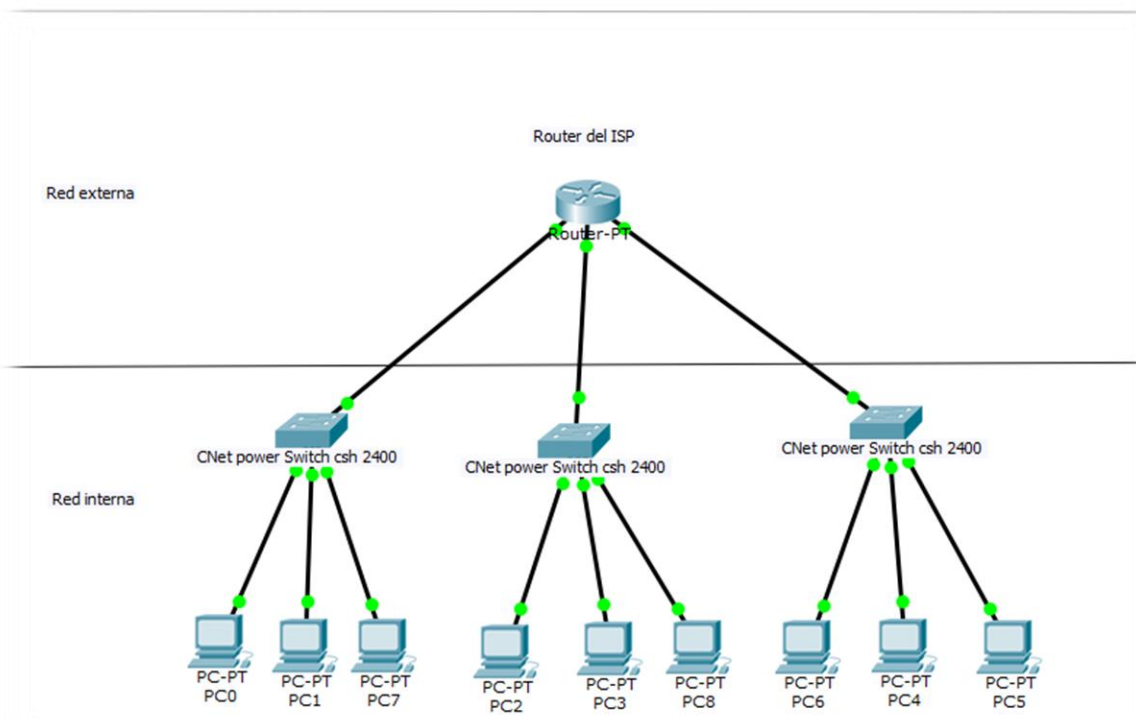 Router del ISP
Red externa
Router-PT
CNet power Switch csh 2400
CNet power Switch csh 2400
CNet power Switch csh 2400
Red interna
PC-PT
PC0
PC-PT
PC1
PC-PT
PC7
PC-PT
PC2
PC-PT
PC3
PC-PT
PC8
PC-PT
PC6
PC-PT
PC4
PC-PT
PC5